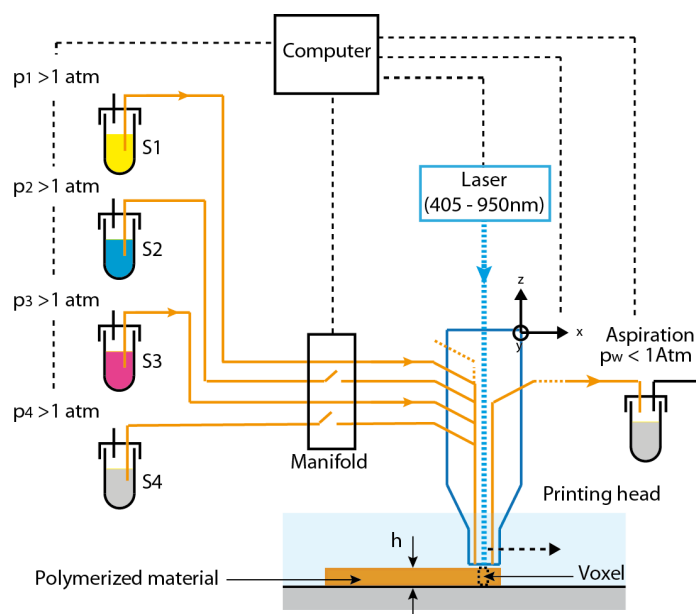 Computer
p1 >1 atm
S1
p2 >1 atm
S2
p3 >1 atm
S3
p4 >1 atm
S4
Manifold
Laser
(405 - 950nm)
z
x
y
Aspiration
pw < 1Atm
Printing head
h
Polymerized material
Voxel